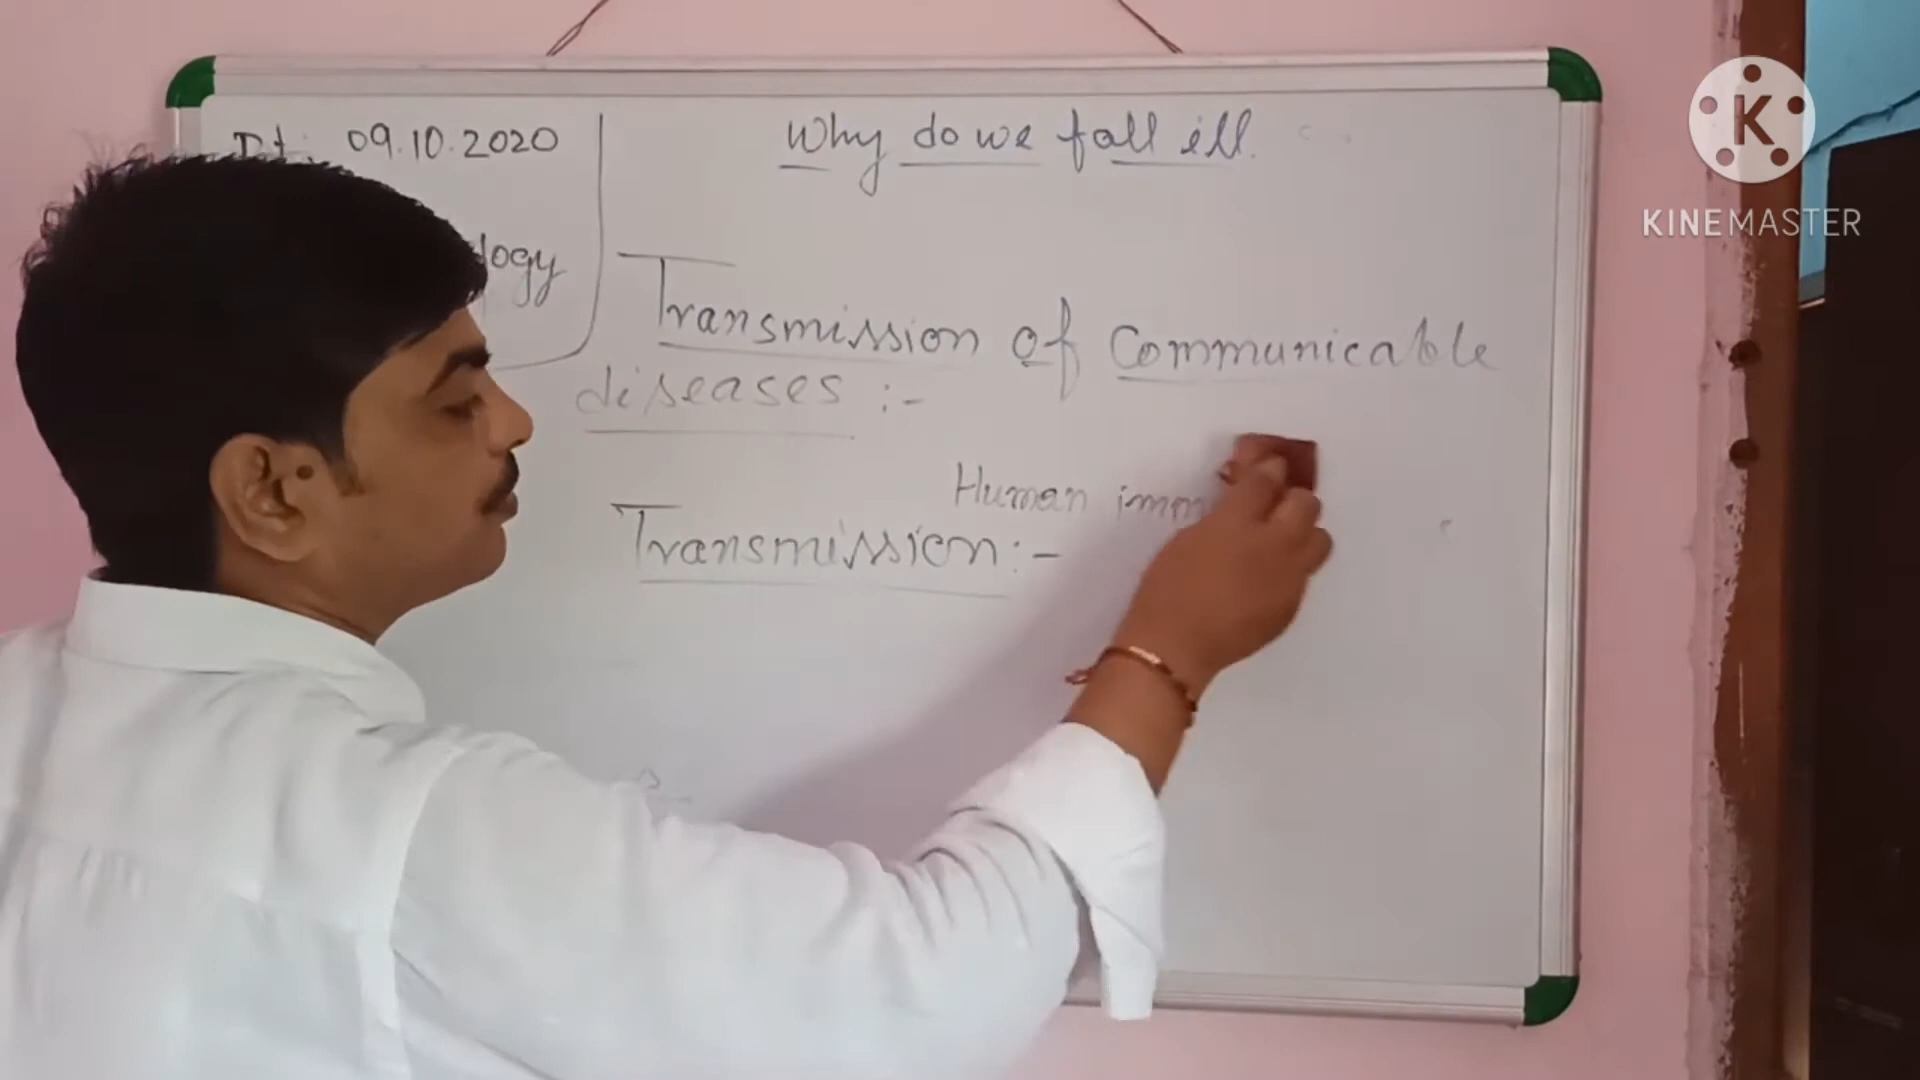 Dt: 09.10.2020
Why do we fall ill.
logy
Transmission of Communicable
diseases :-
Human imm
Transmission :-
K
KINEMASTER